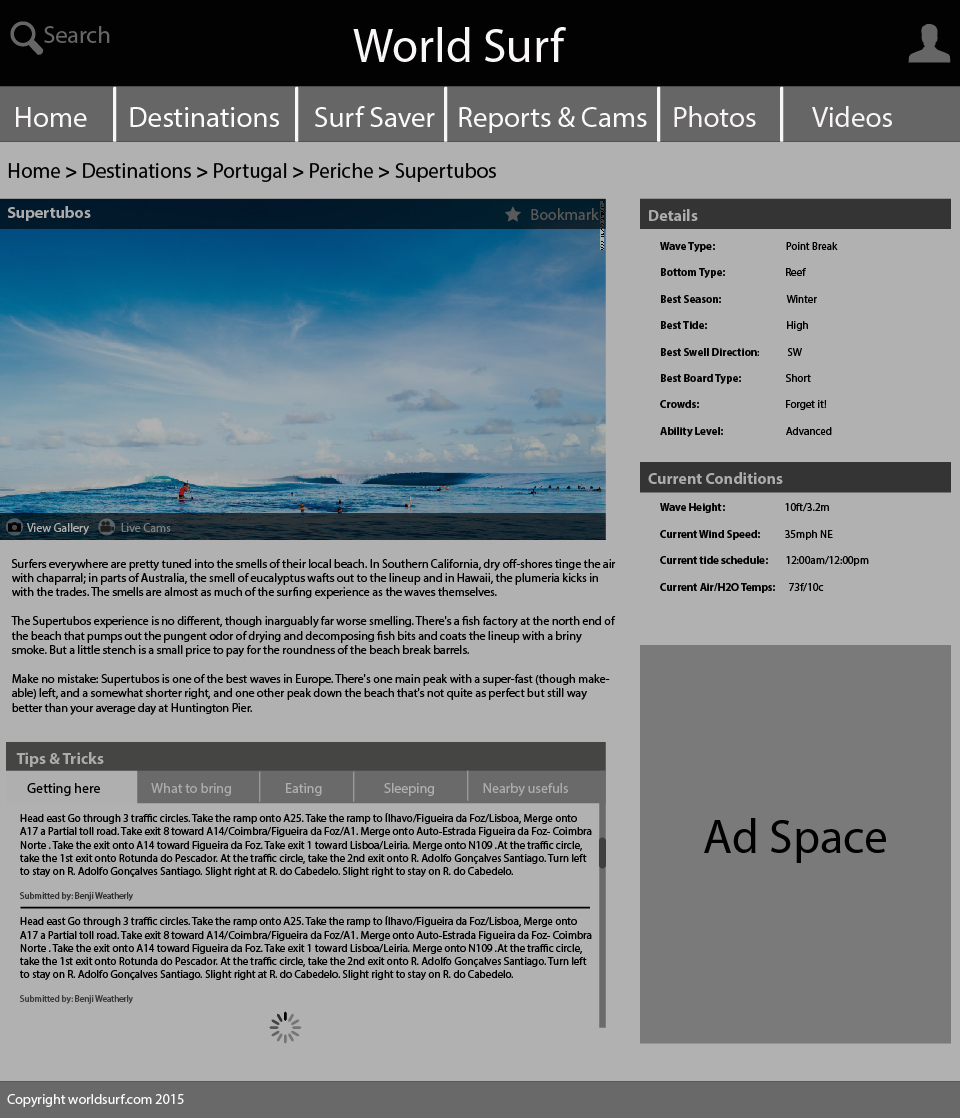 Search
World Surf
Home
Destinations
Surf Saver
Reports & Cams
Photos
Videos
Home > Destinations > Portugal > Periche > Supertubos
Supertubos
Bookmark
View Gallery
Live Cams
Surfers everywhere are pretty tuned into the smells of their local beach. In Southern California, dry off-shores tinge the air
with chaparral; in parts of Australia, the smell of eucalyptus wafts out to the lineup and in Hawaii, the plumeria kicks in
with the trades. The smells are almost as much of the surfing experience as the waves themselves.
The Supertubos experience is no different, though inarguably far worse smelling. There's a fish factory at the north end of
the beach that pumps out the pungent odor of drying and decomposing fish bits and coats the lineup with a briny
smoke. But a little stench is a small price to pay for the roundness of the beach break barrels.
Make no mistake: Supertubos is one of the best waves in Europe. There's one main peak with a super-fast (though make-
able) left, and a somewhat shorter right, and one other peak down the beach that's not quite as perfect but still way
better than your average day at Huntington Pier.
Tips & Tricks
Getting here
What to bring
Eating
Sleeping
Nearby usefuls
Head east Go through 3 traffic circles. Take the ramp onto A25. Take the ramp to Ílhavo/Figueira da Foz/Lisboa, Merge onto
A17 a Partial toll road. Take exit 8 toward A14/Coimbra/Figueira da Foz/A1. Merge onto Auto-Estrada Figueira da Foz- Coimbra
Norte . Take the exit onto A14 toward Figueira da Foz. Take exit 1 toward Lisboa/Leiria. Merge onto N109 .At the traffic circle,
take the 1st exit onto Rotunda do Pescador. At the traffic circle, take the 2nd exit onto R. Adolfo Gonçalves Santiago. Turn left
to stay on R. Adolfo Gonçalves Santiago. Slight right at R. do Cabedelo. Slight right to stay on R. do Cabedelo.
Submitted by: Benji Weatherly
Head east Go through 3 traffic circles. Take the ramp onto A25. Take the ramp to Ílhavo/Figueira da Foz/Lisboa, Merge onto
A17 a Partial toll road. Take exit 8 toward A14/Coimbra/Figueira da Foz/A1. Merge onto Auto-Estrada Figueira da Foz- Coimbra
Norte . Take the exit onto A14 toward Figueira da Foz. Take exit 1 toward Lisboa/Leiria. Merge onto N109 .At the traffic circle,
take the 1st exit onto Rotunda do Pescador. At the traffic circle, take the 2nd exit onto R. Adolfo Gonçalves Santiago. Turn left
to stay on R. Adolfo Gonçalves Santiago. Slight right at R. do Cabedelo. Slight right to stay on R. do Cabedelo.
Submitted by: Benji Weatherly
Details
Wave Type: Point Break
Bottom Type: Reef
Best Season: Winter
Best Tide: High
Best Swell Direction: SW
Best Board Type: Short
Crowds: Forget it!
Ability Level: Advanced
Current Conditions
Wave Height: 10ft/3.2m
Current Wind Speed: 35mph NE
Current tide schedule: 12:00am/12:00pm
Current Air/H2O Temps: 73f/10c
Ad Space
Copyright worldsurf.com 2015